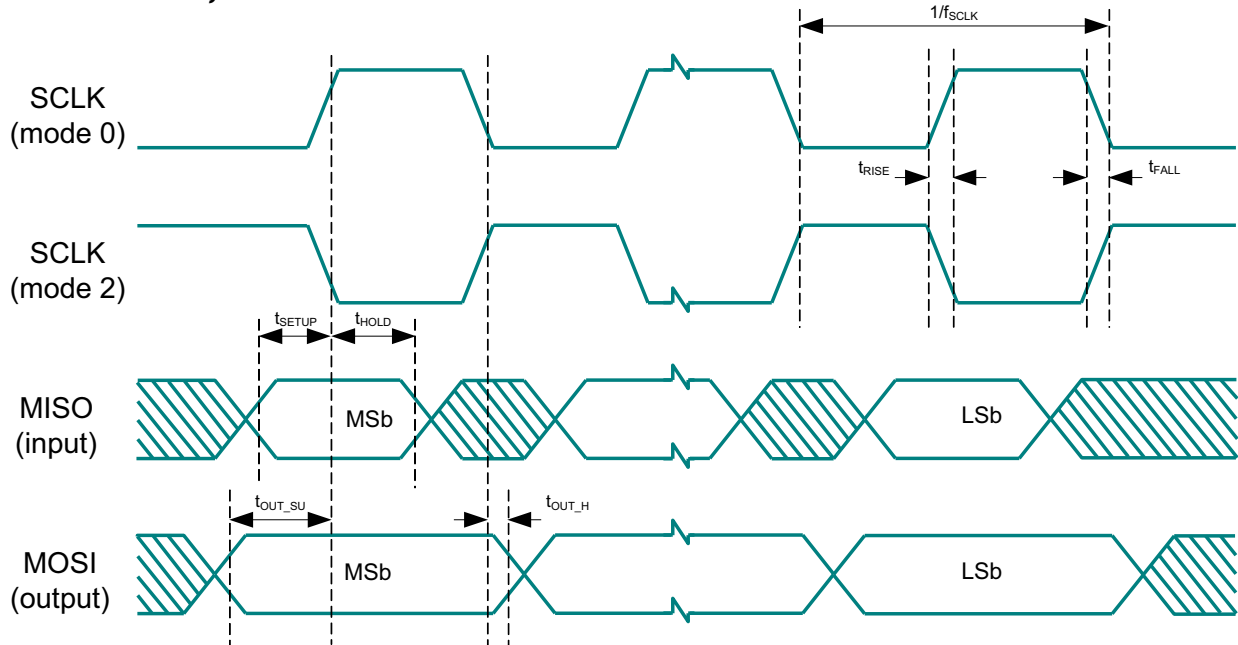 1/fSCLK
SCLK
(mode 0)
tRISE
tFALL
SCLK
(mode 2)
tSETUP
tHOLD
MISO
(input)
MSb
LSb
tOUT_SU
tOUT_H
MOSI
(output)
MSb
LSb